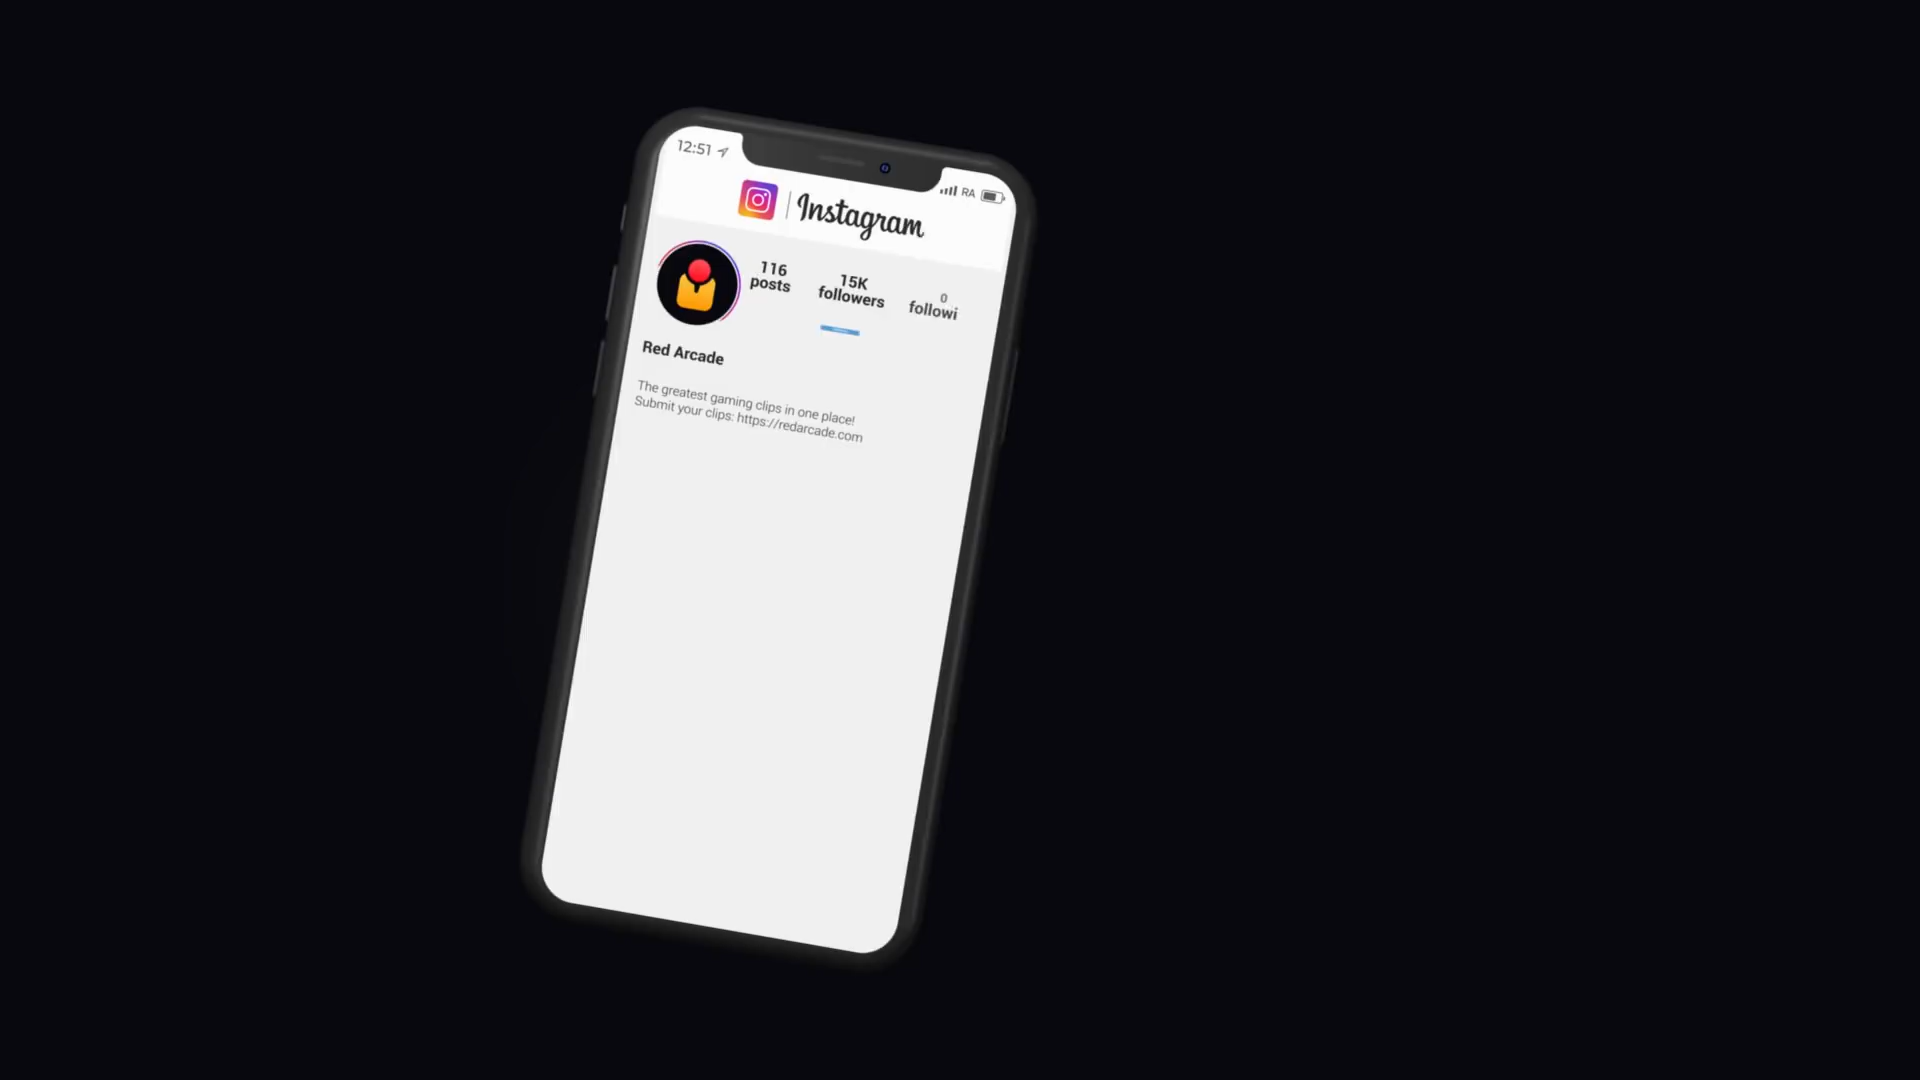 12:51
RA
Instagram
116
posts
15K
followers
0
followi
Red Arcade
The greatest gaming clips in one place!
Submit your clips: https://redarcade.com